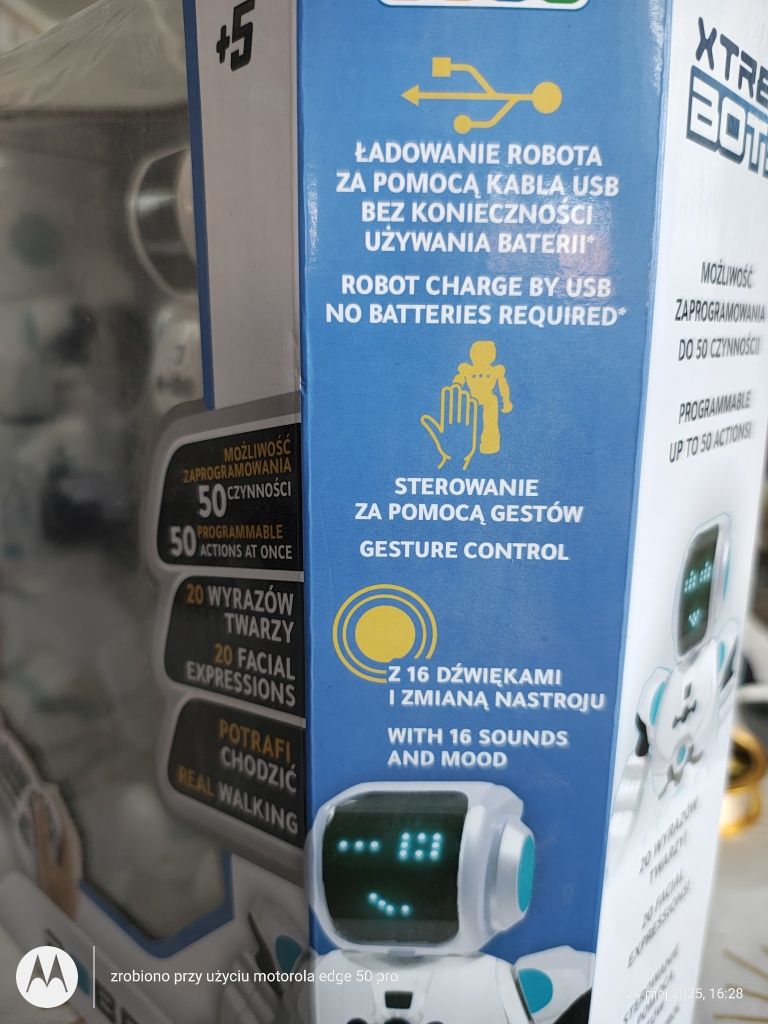 +5
ŁADOWANIE ROBOTA
ZA POMOCĄ KABLA USB
BEZ KONIECZNOŚCI
UŻYWANIA BATERII*
ROBOT CHARGE BY USB
NO BATTERIES REQUIRED*
STEROWANIE
ZA POMOCĄ GESTÓW
GESTURE CONTROL
Z 16 DŹWIĘKAMI
I ZMIANĄ NASTROJU
WITH 16 SOUNDS
AND MOOD
MOŻLIWOŚĆ
ZAPROGRAMOWANIA
50 CZYNNOŚCI
50 PROGRAMMABLE
ACTIONS AT ONCE
20 WYRAZÓW
TWARZY
20 FACIAL
EXPRESSIONS
POTRAFI
CHODZIĆ
REAL WALKING
XTRE
BOT
MOŻLIWOŚĆ
ZAPROGRAMOWANIA
DO 50 CZYNNOŚCI!
PROGRAMMABLE
UP TO 50 ACTIONS!
20 WYRAZÓW
TWARZY!
20 FACIAL
EXPRESSIONS!
zrobiono przy użyciu motorola edge 50 pro
maj 2025, 16:28